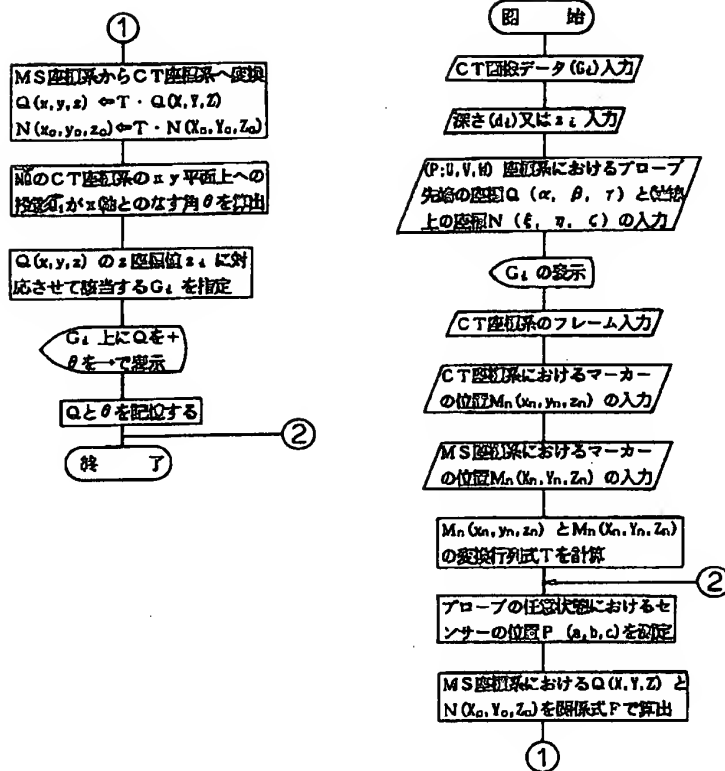 開 始
CT画像データ(Gi)入力
深さ(di)又はzi 入力
(P:U,V,W) 座標系におけるプローブ
先端の座標Q (α, β, γ) と
上の座標N (ξ, η, ζ) の入力
Gi の表示
CT座標系のフレーム入力
CT座標系におけるマーカー
の位置Mn(xn,yn,zn) の入力
MS座標系におけるマーカー
の位置Mn(Xn,Yn,Zn) の入力
Mn(xn,yn,zn) とMn(Xn,Yn,Zn)
の変換行列式Tを計算
②
プローブの任意状態におけるセ
ンサーの位置P (a,b,c)を測定
MS座標系におけるQ(X,Y,Z) と
N(X₀,Y₀,Z₀)を関係式Fで算出
①
①
MS座標系からCT座標系へ変換
Q(x,y,z) ⇐T・Q(X,Y,Z)
N(x₀,y₀,z₀)⇐T・N(X₀,Y₀,Z₀)
NQのCT座標系のxy平面上への
がx軸とのなす角θを算出
Q(x,y,z) のz座標値zi に対
応させて該当するGi を指定
Gi 上にQを+
θを→で表示
Qとθを記憶する
②
終 了